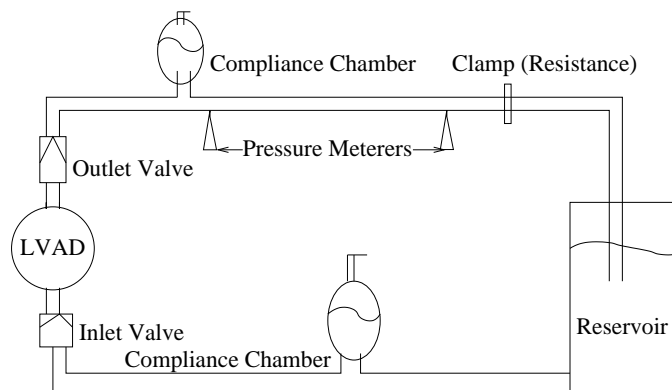 Compliance Chamber
Clamp (Resistance)
Pressure Meterers
Outlet Valve
LVAD
Inlet Valve
Compliance Chamber
Reservoir